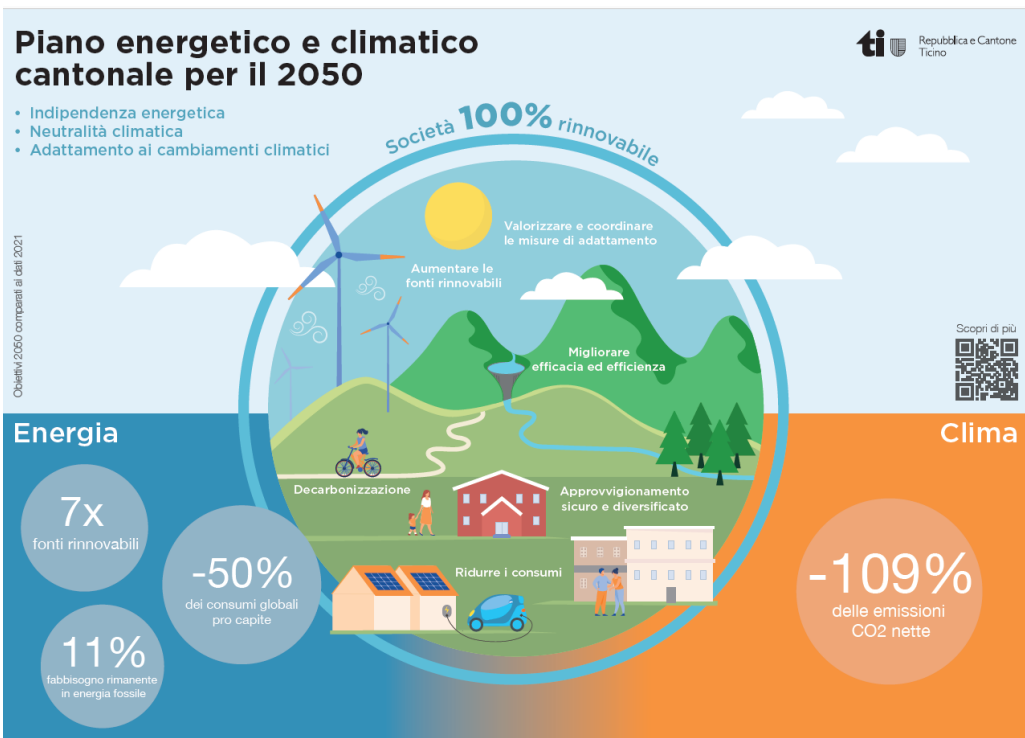 Piano energetico e climatico
cantonale per il 2050
• Indipendenza energetica
• Neutralità climatica
• Adattamento ai cambiamenti climatici
ti
Repubblica e Cantone
Ticino
Società 100% rinnovabile
Valorizzare e coordinare
le misure di adattamento
Aumentare le
fonti rinnovabili
Migliorare
efficacia ed efficienza
Obiettivi 2050 comparati ai dati 2021
Scopri di più
Energia
Clima
Decarbonizzazione
Approvvigionamento
sicuro e diversificato
Ridurre i consumi
7x
fonti rinnovabili
-50%
dei consumi globali
pro capite
11%
fabbisogno rimanente
in energia fossile
-109%
delle emissioni
CO2 nette